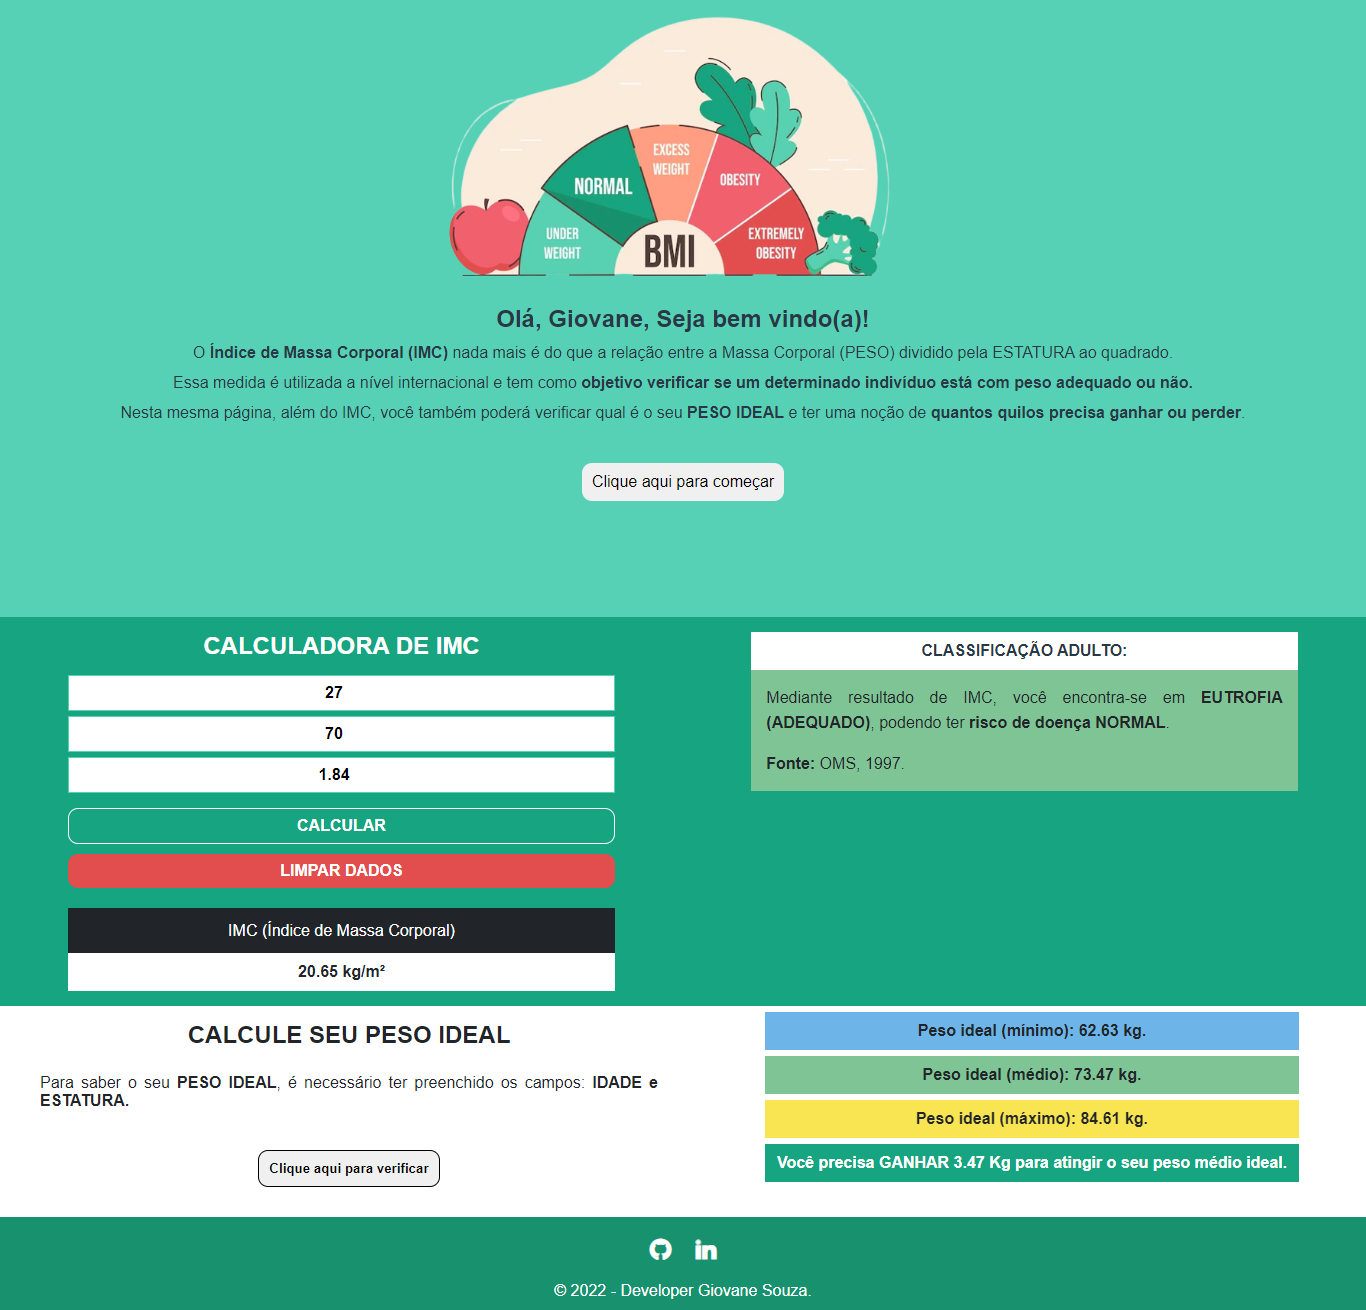 EXCESS
WEIGHT
NORMAL
OBESITY
UNDER
WEIGHT
BMI
EXTREMELY
OBESITY
Olá, Giovane, Seja bem vindo(a)!
O Índice de Massa Corporal (IMC) nada mais é do que a relação entre a Massa Corporal (PESO) dividido pela ESTATURA ao quadrado.
Essa medida é utilizada a nível internacional e tem como objetivo verificar se um determinado indivíduo está com peso adequado ou não.
Nesta mesma página, além do IMC, você também poderá verificar qual é o seu PESO IDEAL e ter uma noção de quantos quilos precisa ganhar ou perder.
Clique aqui para começar
CALCULADORA DE IMC
27
70
1.84
CALCULAR
LIMPAR DADOS
IMC (Índice de Massa Corporal)
20.65 kg/m²
CLASSIFICAÇÃO ADULTO:
Mediante resultado de IMC, você encontra-se em EUTROFIA
(ADEQUADO), podendo ter risco de doença NORMAL.
Fonte: OMS, 1997.
CALCULE SEU PESO IDEAL
Para saber o seu PESO IDEAL, é necessário ter preenchido os campos: IDADE e
ESTATURA.
Clique aqui para verificar
Peso ideal (mínimo): 62.63 kg.
Peso ideal (médio): 73.47 kg.
Peso ideal (máximo): 84.61 kg.
Você precisa GANHAR 3.47 Kg para atingir o seu peso médio ideal.
in
© 2022 - Developer Giovane Souza.